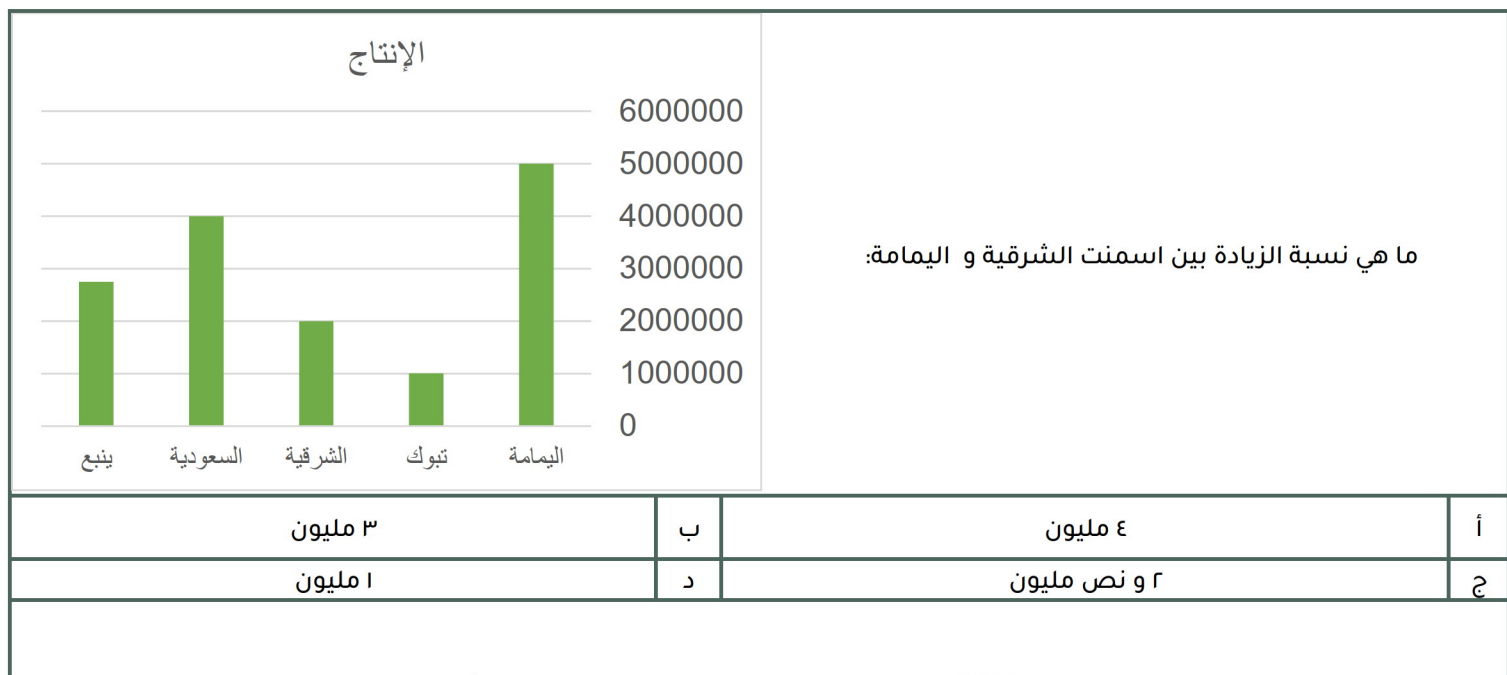 الإنتاج
6000000
5000000
4000000
3000000
2000000
1000000
0
اليمامة تبوك الشرقية السعودية ينبع
ما هي نسبة الزيادة بين اسمنت الشرقية و اليمامة:
أ ٤ مليون ب ٣ مليون
ج ٢ و نص مليون د ١ مليون